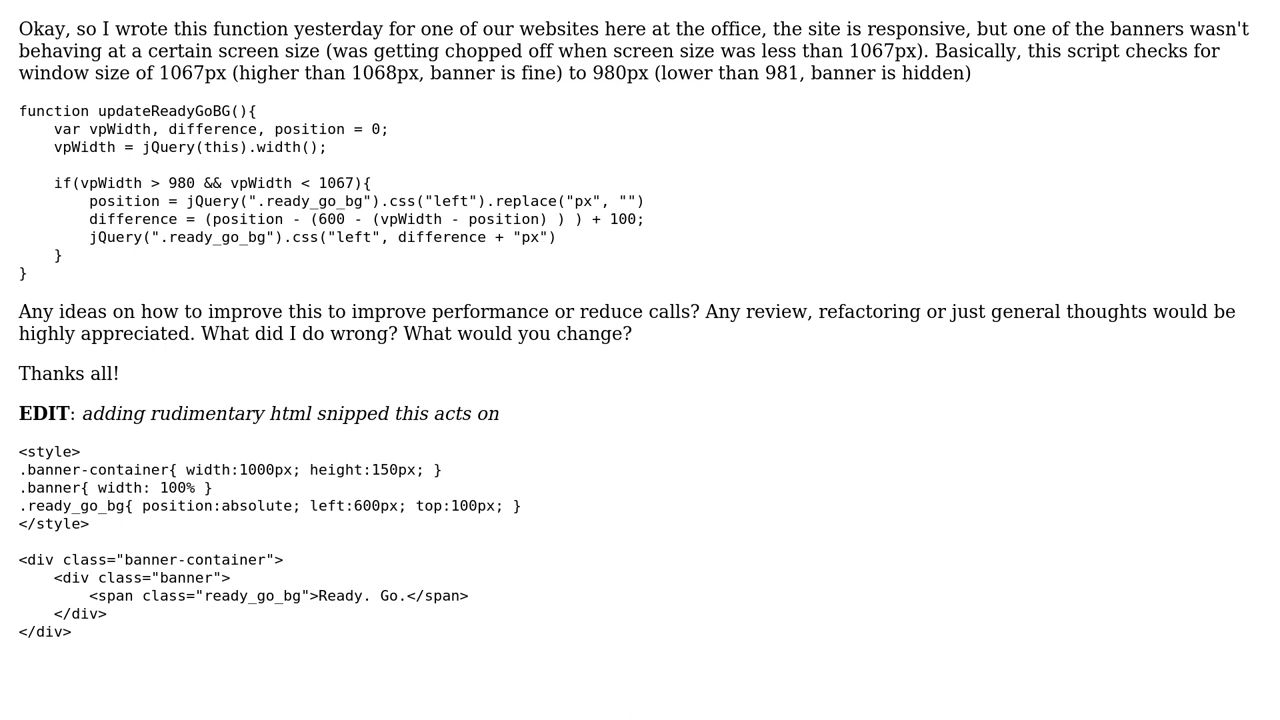 Okay, so I wrote this function yesterday for one of our websites here at the office, the site is responsive, but one of the banners wasn't
behaving at a certain screen size (was getting chopped off when screen size was less than 1067px). Basically, this script checks for
window size of 1067px (higher than 1068px, banner is fine) to 980px (lower than 981, banner is hidden)
function updateReadyGoBG(){
    var vpWidth, difference, position = 0;
    vpWidth = jQuery(this).width();
    if(vpWidth > 980 && vpWidth < 1067){
        position = jQuery(".ready_go_bg").css("left").replace("px", "")
        difference = (position - (600 - (vpWidth - position) ) ) + 100;
        jQuery(".ready_go_bg").css("left", difference + "px")
    }
}
Any ideas on how to improve this to improve performance or reduce calls? Any review, refactoring or just general thoughts would be
highly appreciated. What did I do wrong? What would you change?
Thanks all!
EDIT: adding rudimentary html snipped this acts on
<style>
.banner-container{ width:1000px; height:150px; }
.banner{ width: 100% }
.ready_go_bg{ position:absolute; left:600px; top:100px; }
</style>
<div class="banner-container">
    <div class="banner">
        <span class="ready_go_bg">Ready. Go.</span>
    </div>
</div>